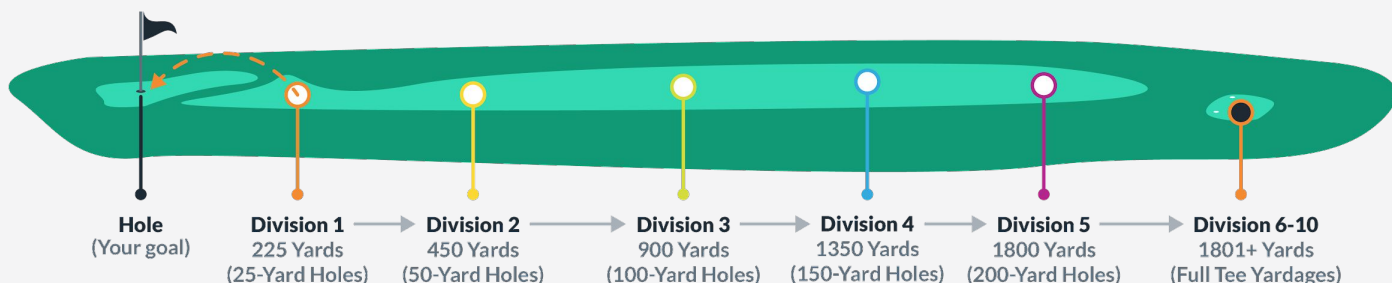 Hole
(Your goal)
Division 1
225 Yards
(25-Yard Holes)
Division 2
450 Yards
(50-Yard Holes)
Division 3
900 Yards
(100-Yard Holes)
Division 4
1350 Yards
(150-Yard Holes)
Division 5
1800 Yards
(200-Yard Holes)
Division 6-10
1801+ Yards
(Full Tee Yardages)